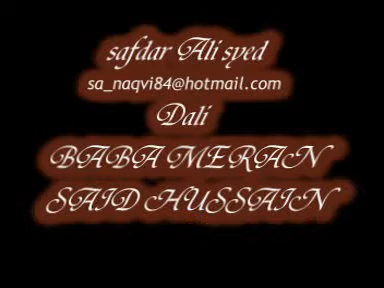 safdar Ali syed
sa_naqvi84@hotmail.com
Dali
BABA MERAN
SAID HUSSAIN